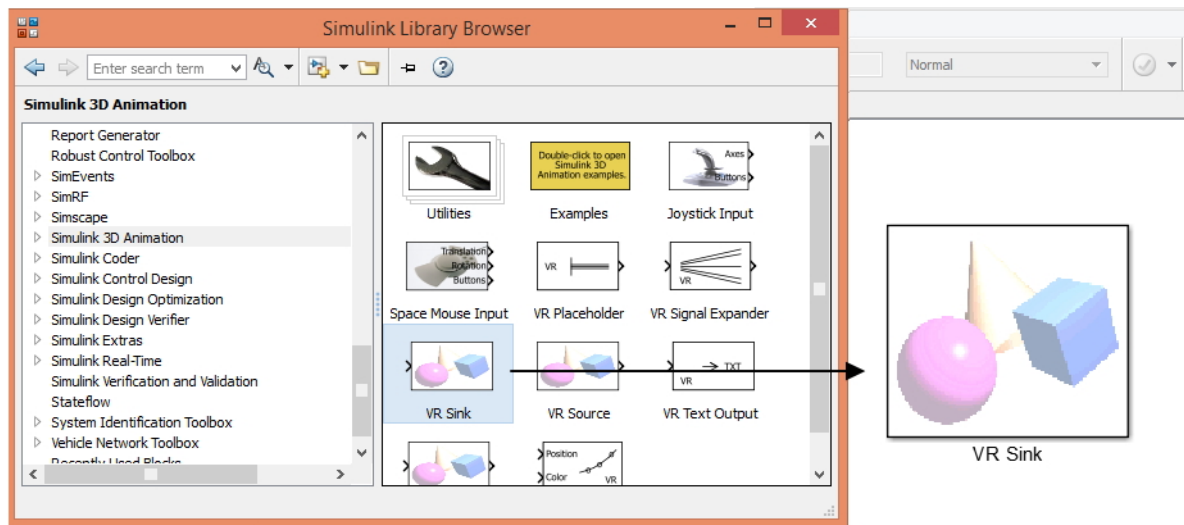 Simulink Library Browser
Enter search term
Normal
Simulink 3D Animation
Report Generator
Robust Control Toolbox
SimEvents
SimRF
Simscape
Simulink 3D Animation
Simulink Coder
Simulink Control Design
Simulink Design Optimization
Simulink Design Verifier
Simulink Extras
Simulink Real-Time
Simulink Verification and Validation
Stateflow
System Identification Toolbox
Vehicle Network Toolbox
Recently Used Blocks
Double-click to open
Simulink 3D
Animation examples.
Axes
Buttons
Utilities
Examples
Joystick Input
Translation
Rotation
Buttons
VR
VR
Space Mouse Input
VR Placeholder
VR Signal Expander
TXT
VR
VR Sink
VR Source
VR Text Output
Position
Color
VR
VR Sink